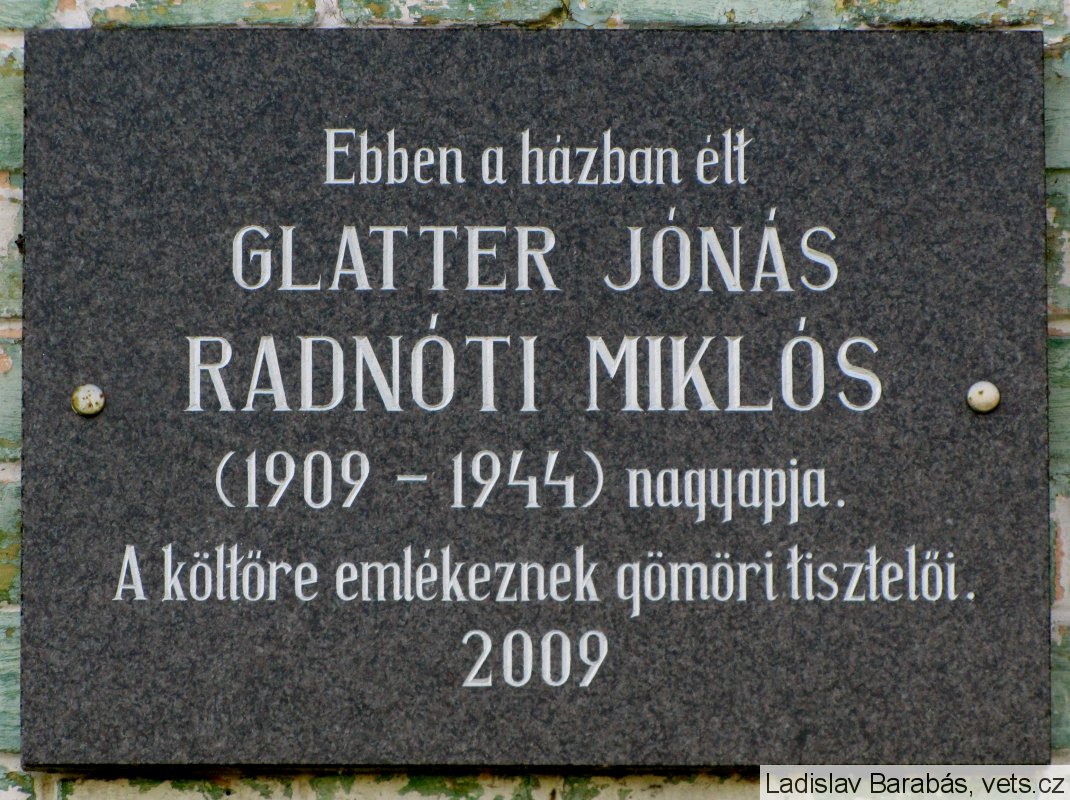 Ebben a házban élt
GLATTER JÓNÁS
RADNÓTI MIKLÓS
(1909 – 1944) nagyapja.
A költőre emlékeznek gömöri tisztelői.
2009
Ladislav Barabás, vets.cz